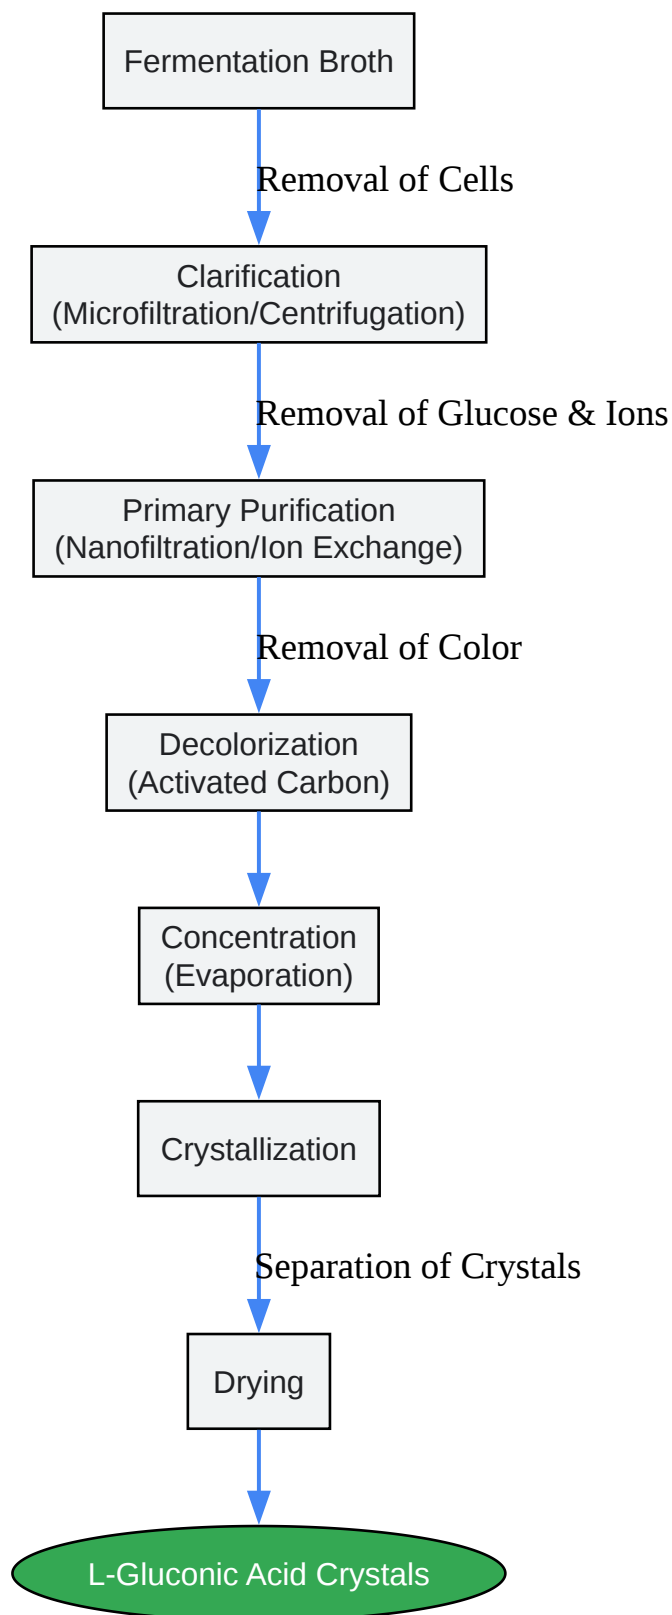 Fermentation Broth
Removal of Cells
Clarification
(Microfiltration/Centrifugation)
Removal of Glucose & Ions
Primary Purification
(Nanofiltration/Ion Exchange)
Removal of Color
Decolorization
(Activated Carbon)
Concentration
(Evaporation)
Crystallization
Separation of Crystals
Drying
L-Gluconic Acid Crystals